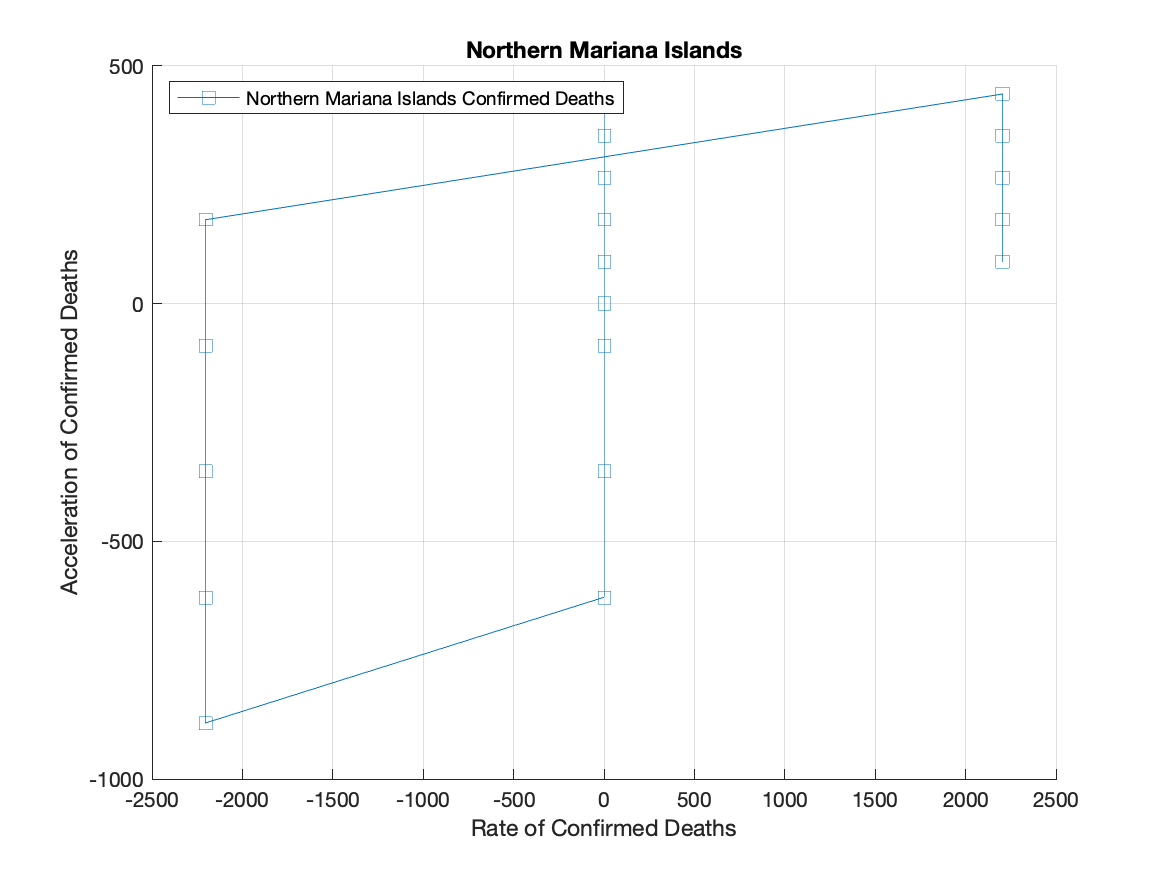 Northern Mariana Islands
500
Northern Mariana Islands Confirmed Deaths
0
-500
-1000
Acceleration of Confirmed Deaths
-2500 -2000 -1500 -1000 -500 0 500 1000 1500 2000 2500
Rate of Confirmed Deaths